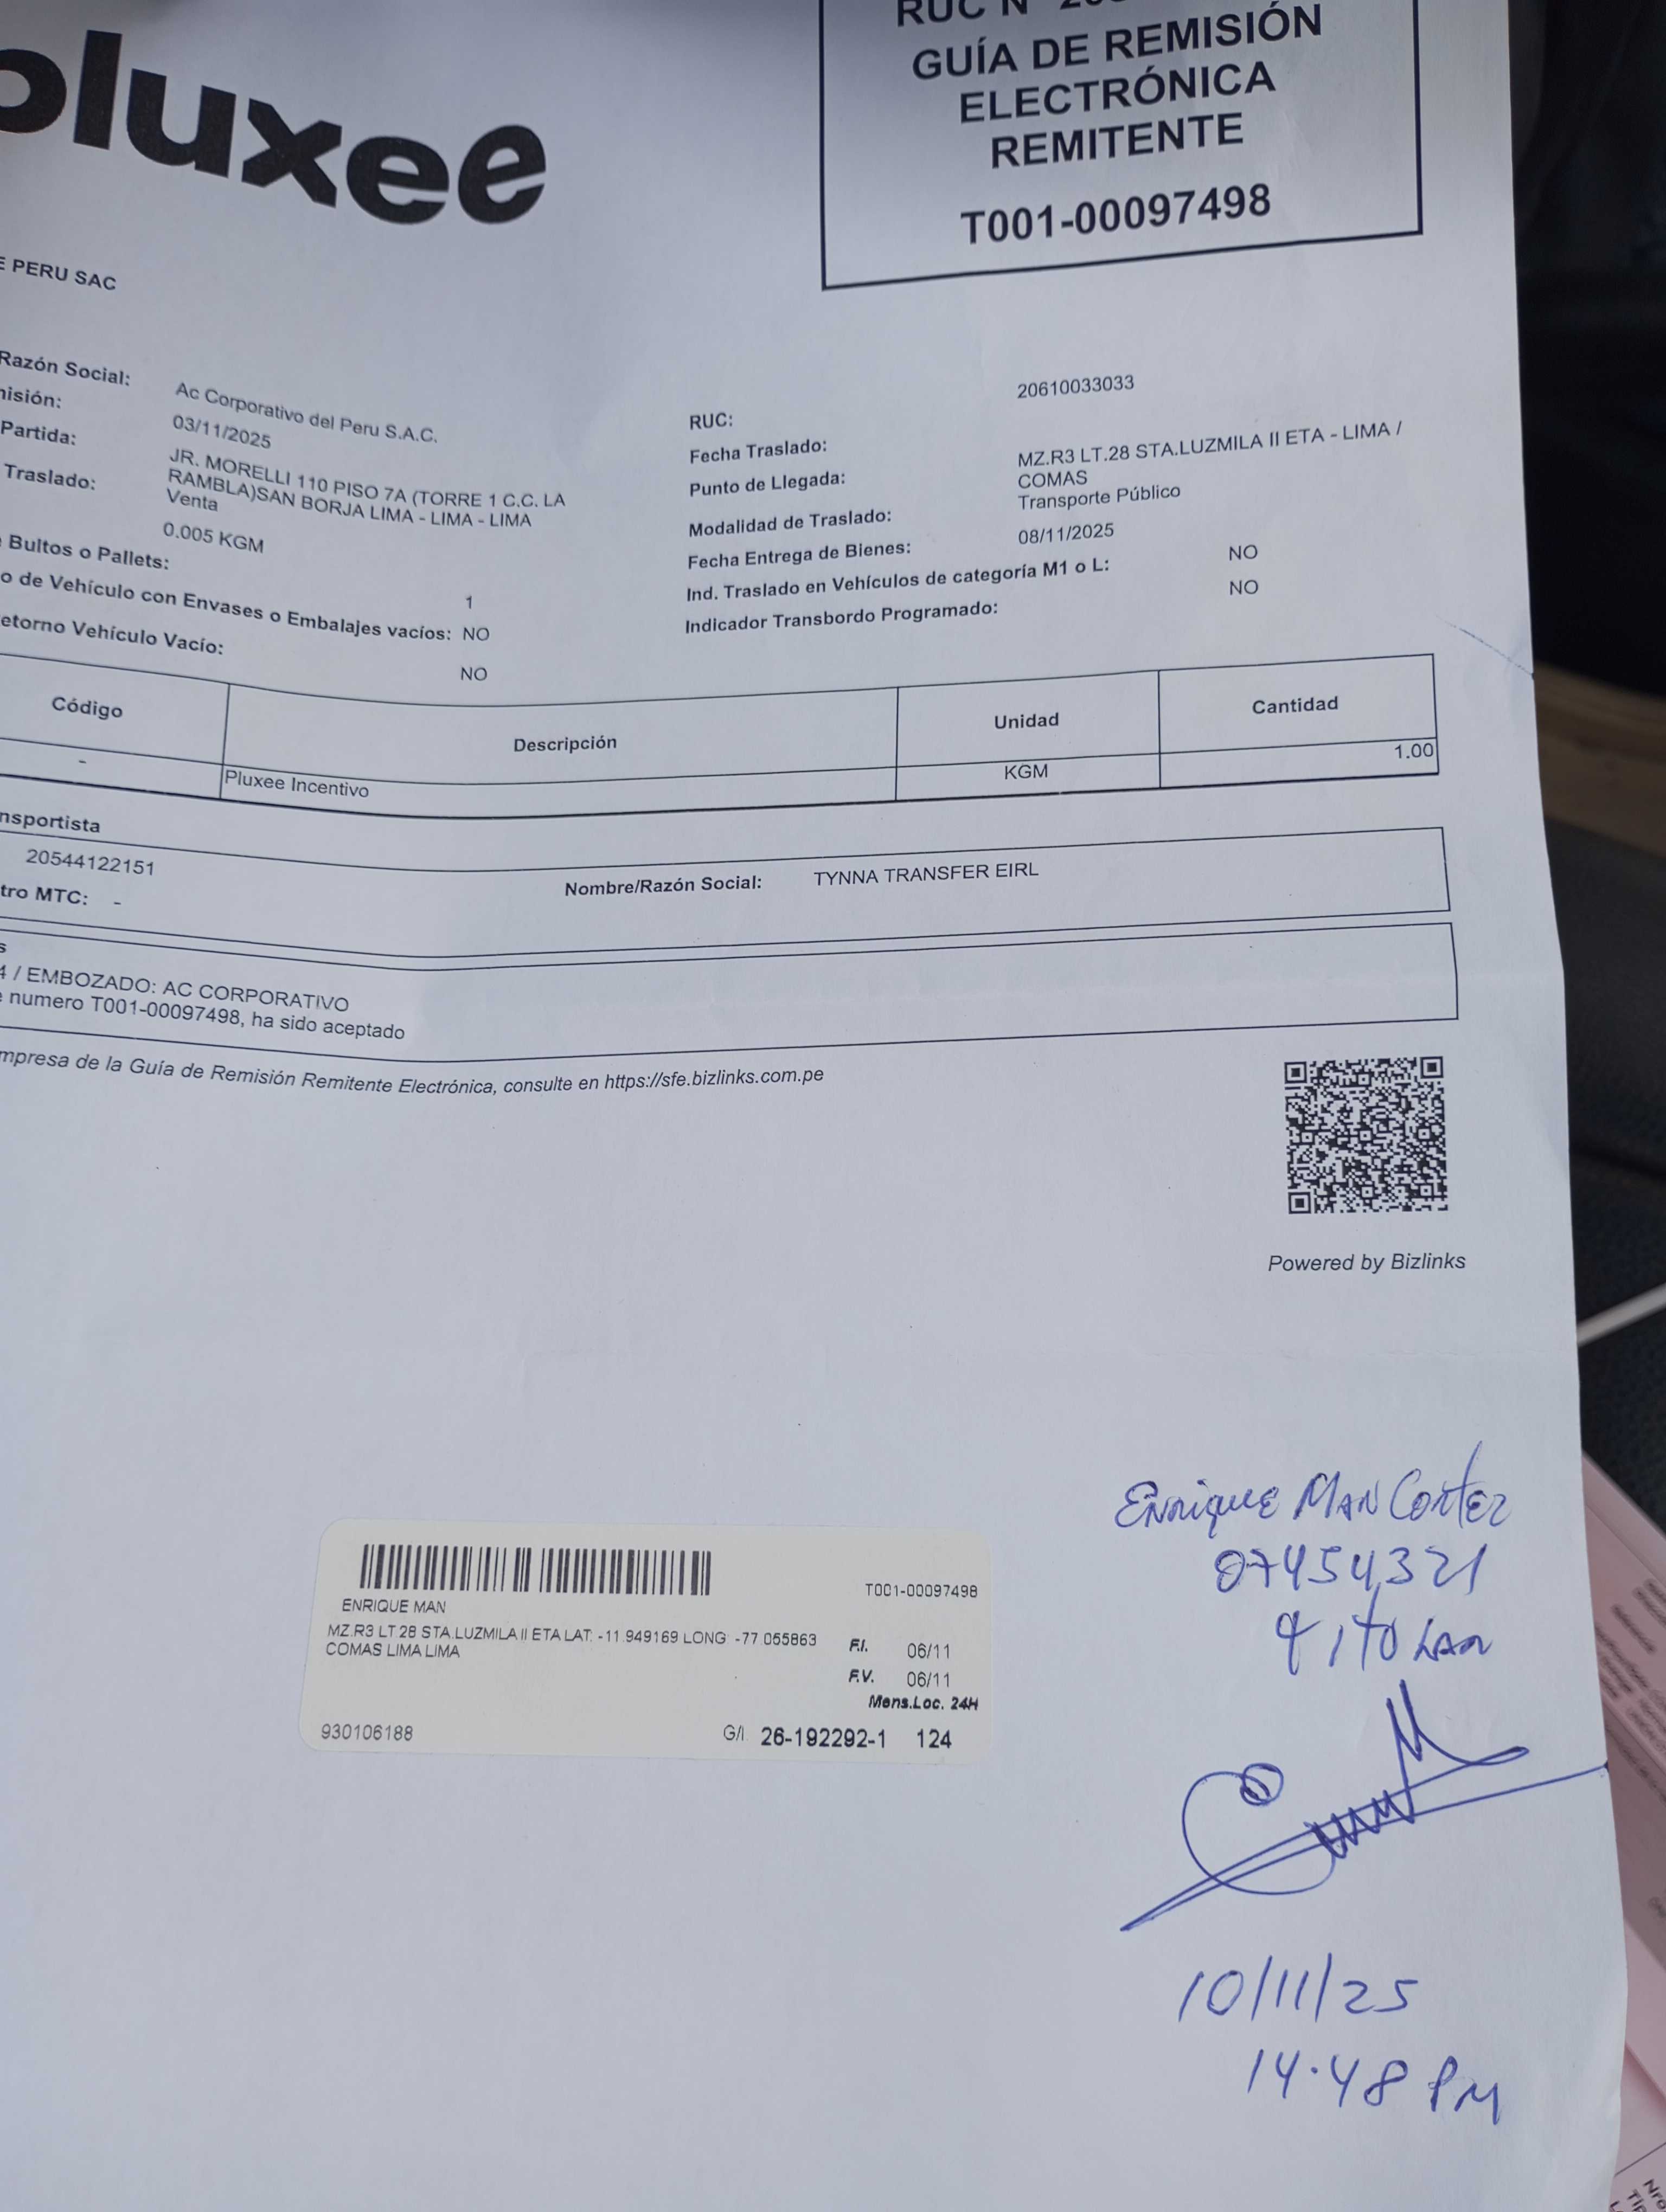 pluxee
RUC N°
GUÍA DE REMISIÓN
ELECTRÓNICA
REMITENTE
T001-00097498
E PERU SAC
Razón Social:
Ac Corporativo del Peru S.A.C.
misión:
03/11/2025
Partida:
JR. MORELLI 110 PISO 7A (TORRE 1 C.C. LA
RAMBLA)SAN BORJA LIMA - LIMA - LIMA
Traslado:
Venta
0.005 KGM
Bultos o Pallets:
1
o de Vehículo con Envases o Embalajes vacíos: NO
etorno Vehículo Vacío:
NO
RUC:
20610033033
Fecha Traslado:
Punto de Llegada:
MZ.R3 LT.28 STA.LUZMILA II ETA - LIMA /
COMAS
Modalidad de Traslado:
Transporte Público
Fecha Entrega de Bienes:
08/11/2025
Ind. Traslado en Vehículos de categoría M1 o L:
NO
Indicador Transbordo Programado:
NO
Código Descripción Unidad Cantidad
- Pluxee Incentivo KGM 1.00
nsportista
20544122151
Nombre/Razón Social: TYNNA TRANSFER EIRL
tro MTC: -
s
4 / EMBOZADO: AC CORPORATIVO
e numero T001-00097498, ha sido aceptado
mpresa de la Guía de Remisión Remitente Electrónica, consulte en https://sfe.bizlinks.com.pe
Powered by Bizlinks
T001-00097498
ENRIQUE MAN
MZ.R3 LT.28 STA.LUZMILA II ETA LAT: -11.949169 LONG: -77.055863
COMAS LIMA LIMA
F.I. 06/11
F.V. 06/11
Mens.Loc. 24H
930106188
G/I 26-192292-1 124
Enrique Man Cortez
07454321
10/11/25
14.48 PM